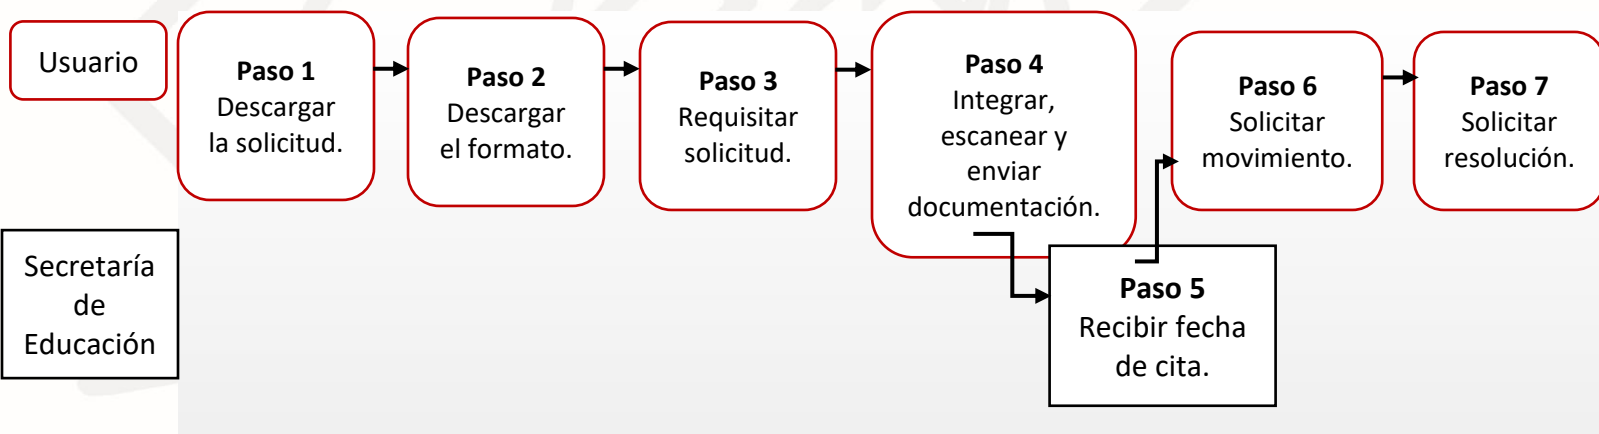 Usuario
Paso 1
Descargar
la solicitud.
Paso 2
Descargar
el formato.
Paso 3
Requisitar
solicitud.
Paso 4
Integrar,
escanear y
enviar
documentación.
Paso 6
Solicitar
movimiento.
Paso 7
Solicitar
resolución.
Secretaría
de
Educación
Paso 5
Recibir fecha
de cita.